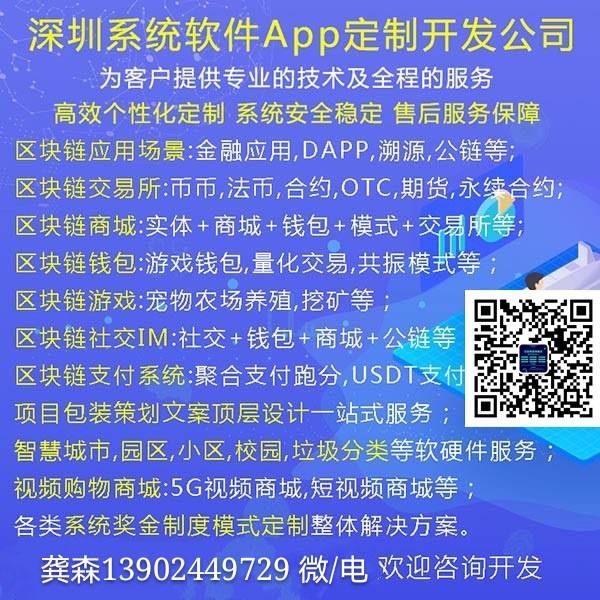 深圳系统软件App定制开发公司
为客户提供专业的技术及全程的服务
高效个性化定制 系统安全稳定 售后服务保障
区块链应用场景:金融应用,DAPP,溯源,公链等;
区块链交易所:币币,法币,合约,OTC,期货,永续合约;
区块链商城:实体+商城+钱包+模式+交易所等;
区块链钱包:游戏钱包,量化交易,共振模式等;
区块链游戏:宠物农场养殖,挖矿等;
区块链社交IM:社交+钱包+商城+公链等
区块链支付系统:聚合支付跑分,USDT支付
项目包装策划文案顶层设计一站式服务;
智慧城市,园区,小区,校园,垃圾分类等软硬件服务;
视频购物商城:5G视频商城,短视频商城等;
各类系统奖金制度模式定制整体解决方案。
龚森13902449729 微/电 欢迎咨询开发